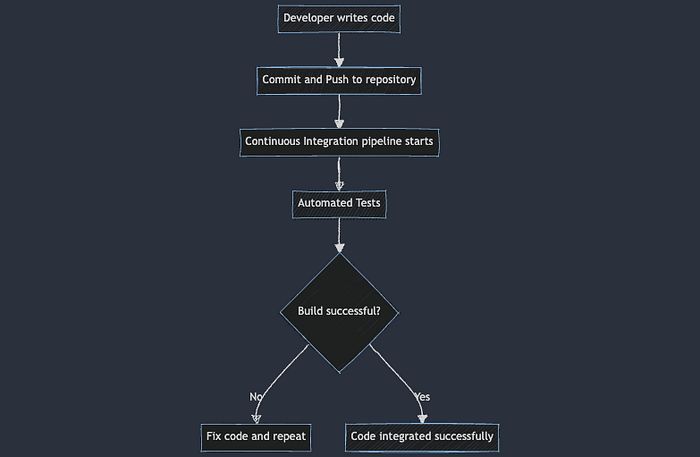 Developer writes code
Commit and Push to repository
Continuous Integration pipeline starts
Automated Tests
Build successful?
No
Yes
Fix code and repeat
Code integrated successfully